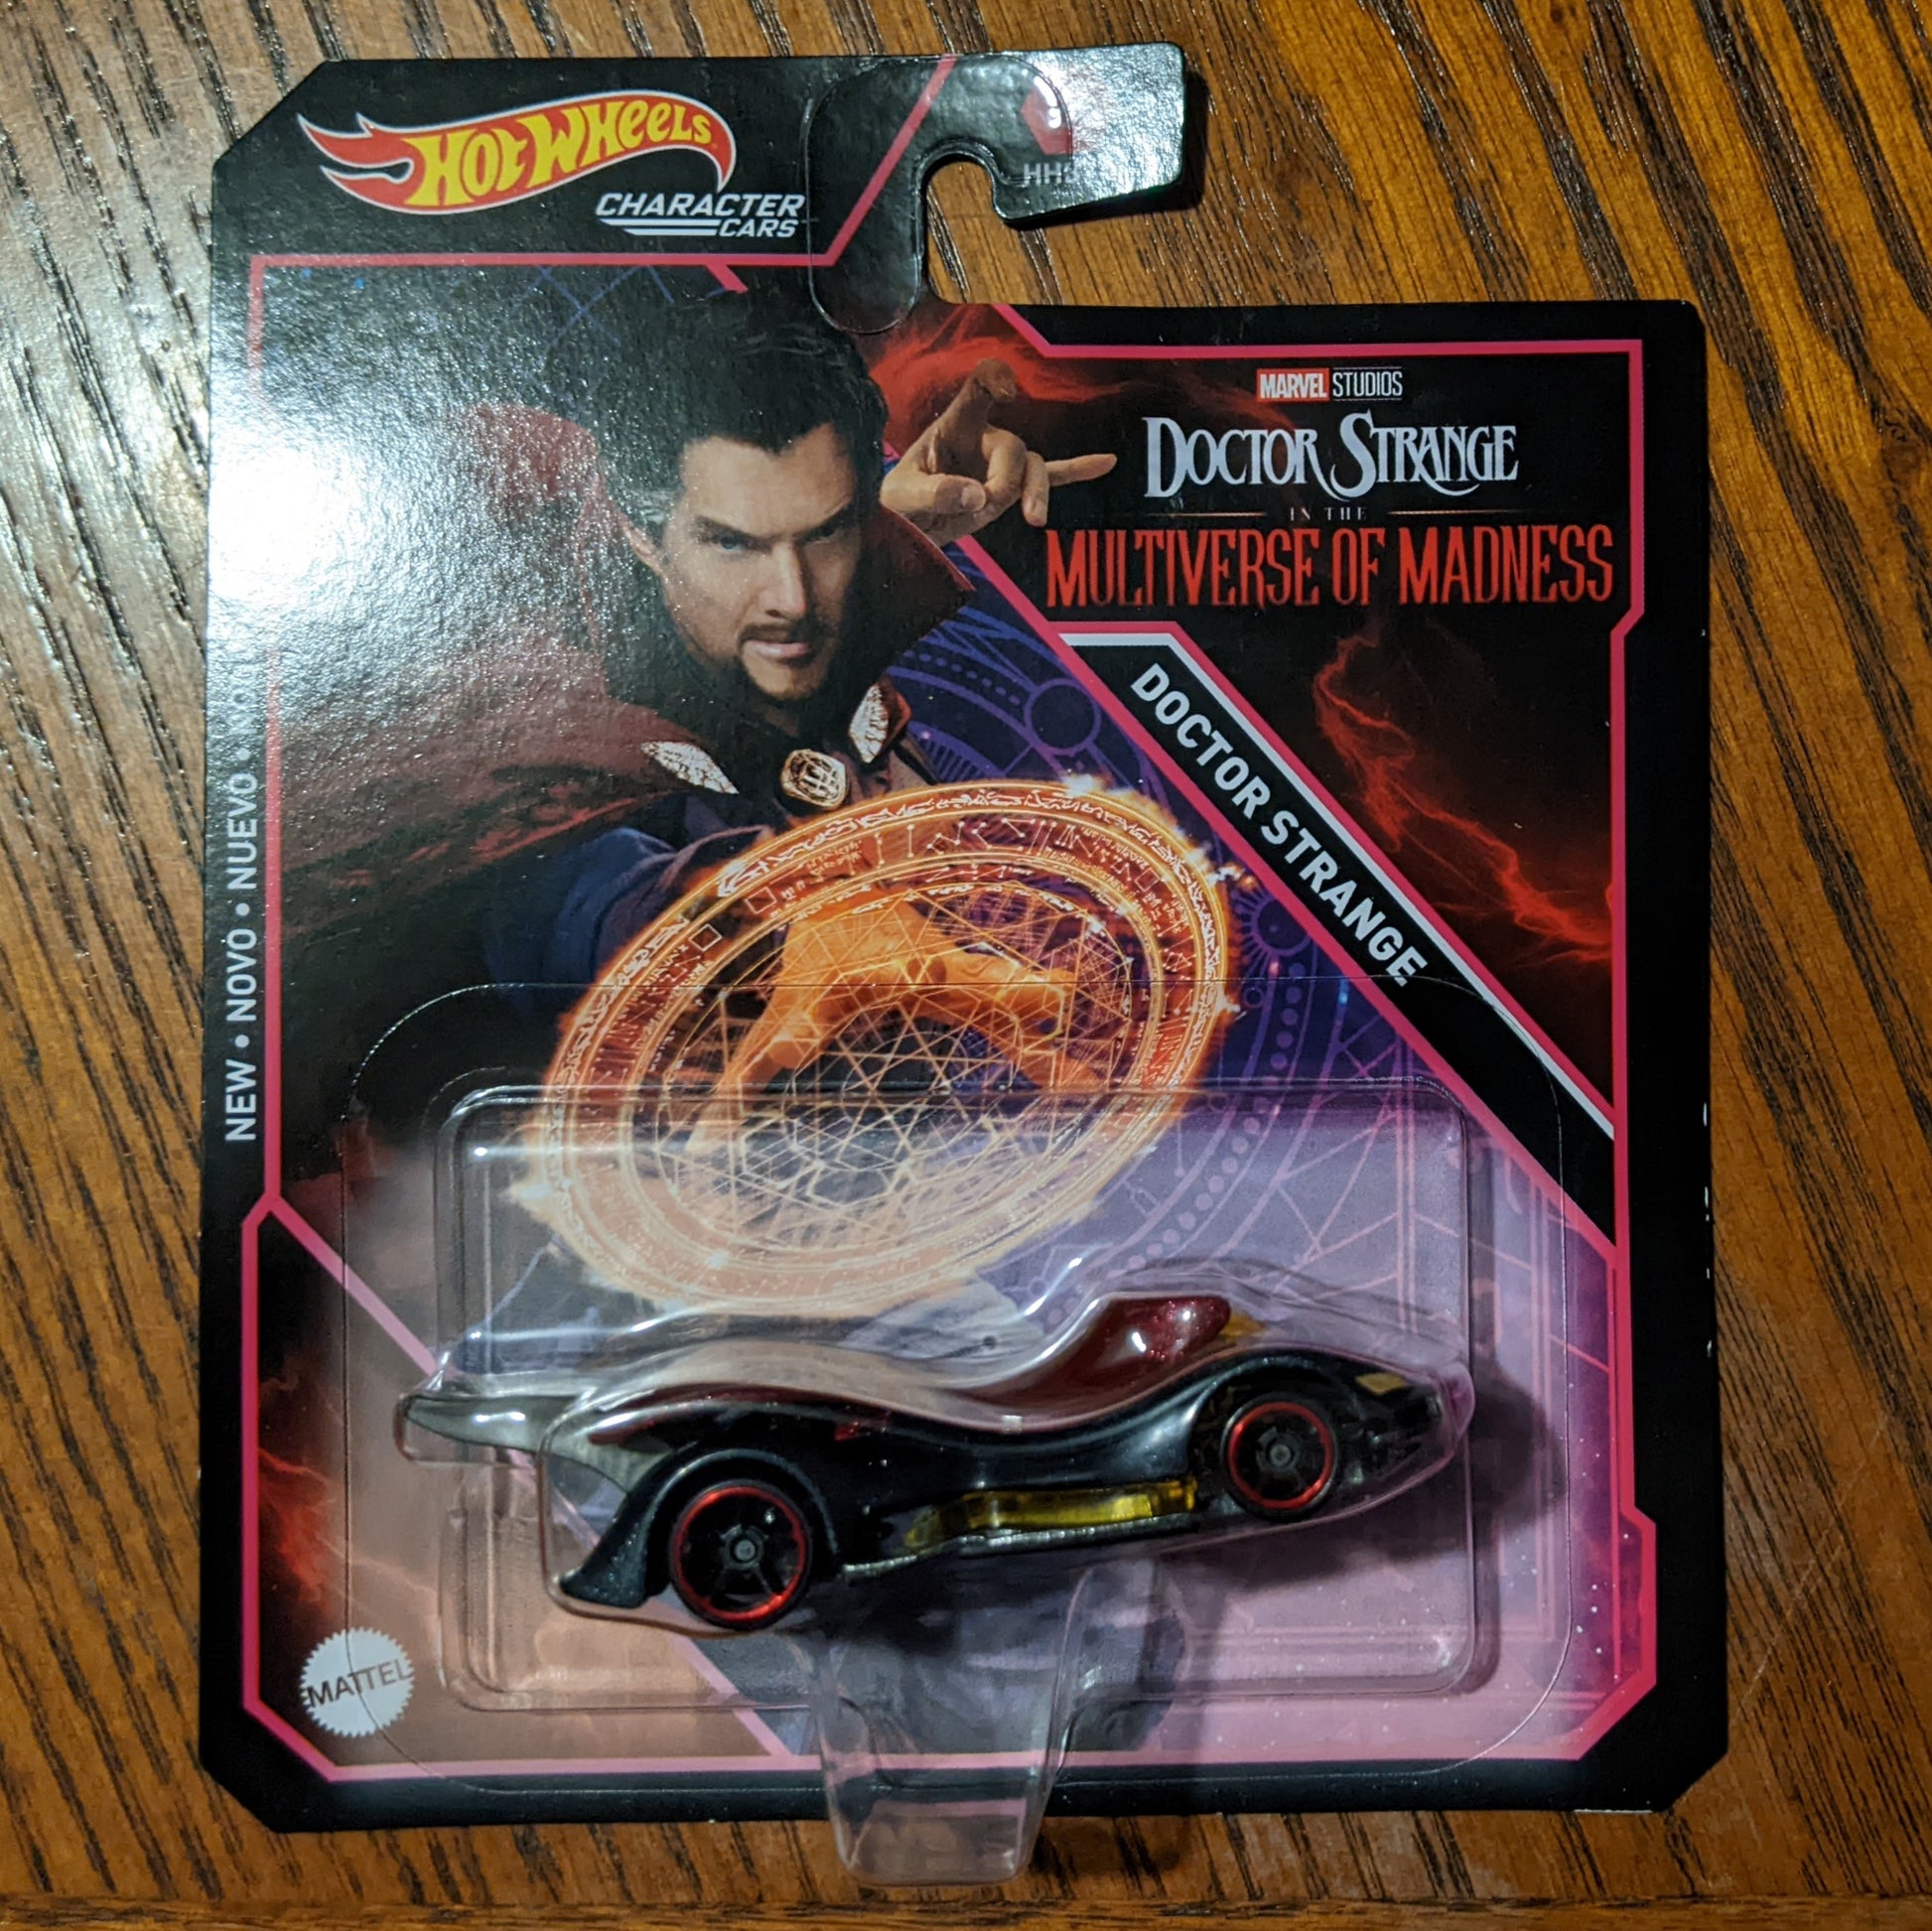 HOT WHEELS
CHARACTER
CARS
MARVEL STUDIOS
DOCTOR STRANGE
IN THE
MULTIVERSE OF MADNESS
DOCTOR STRANGE
NEW • NOVO • NUEVO •
MATTEL